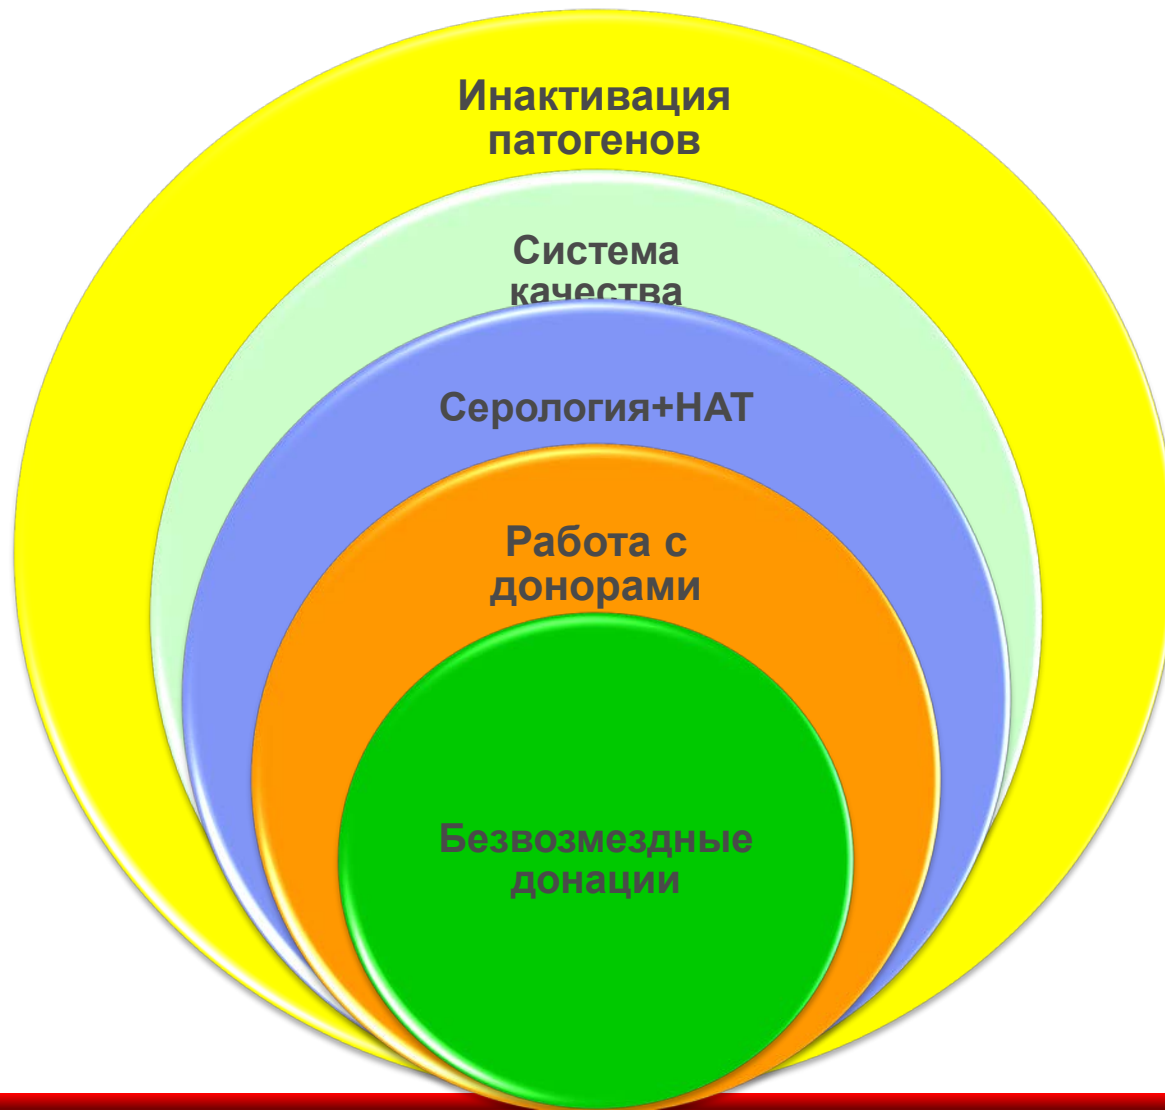 Инактивация
патогенов
Система
качества
Серология+НАТ
Работа с
донорами
Безвозмездные
донации